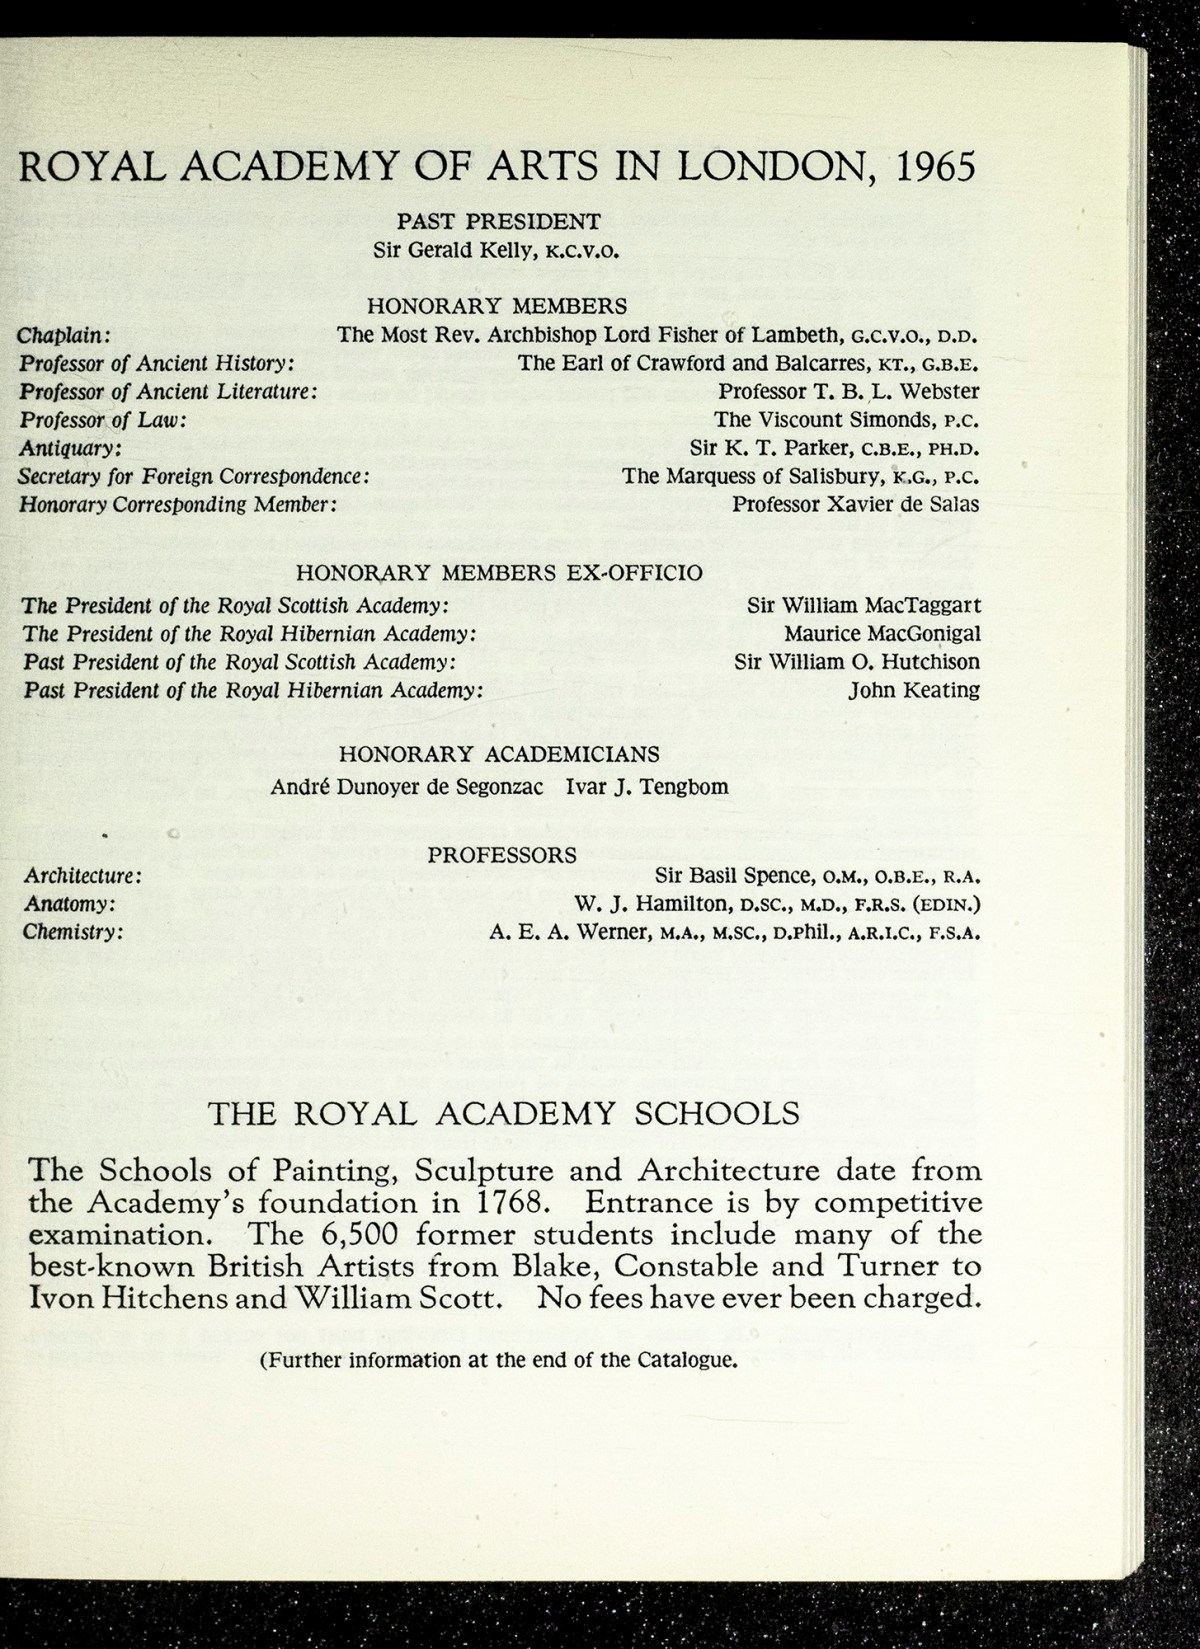 ROYAL ACADEMY OF ARTS IN LONDON, 1965
PAST PRESIDENT
Sir Gerald Kelly, K.C.V.O.
HONORARY MEMBERS
Chaplain: The Most Rev. Archbishop Lord Fisher of Lambeth, G.C.V.O., D.D.
Professor of Ancient History: The Earl of Crawford and Balcarres, KT., G.B.E.
Professor of Ancient Literature: Professor T. B. L. Webster
Professor of Law: The Viscount Simonds, P.C.
Antiquary: Sir K. T. Parker, C.B.E., PH.D.
Secretary for Foreign Correspondence: The Marquess of Salisbury, K.G., P.C.
Honorary Corresponding Member: Professor Xavier de Salas
HONORARY MEMBERS EX-OFFICIO
The President of the Royal Scottish Academy: Sir William MacTaggart
The President of the Royal Hibernian Academy: Maurice MacGonigal
Past President of the Royal Scottish Academy: Sir William O. Hutchison
Past President of the Royal Hibernian Academy: John Keating
HONORARY ACADEMICIANS
André Dunoyer de Segonzac Ivar J. Tengbom
PROFESSORS
Architecture: Sir Basil Spence, O.M., O.B.E., R.A.
Anatomy: W. J. Hamilton, D.SC., M.D., F.R.S. (EDIN.)
Chemistry: A. E. A. Werner, M.A., M.SC., D.Phil., A.R.I.C., F.S.A.
THE ROYAL ACADEMY SCHOOLS
The Schools of Painting, Sculpture and Architecture date from
the Academy's foundation in 1768. Entrance is by competitive
examination. The 6,500 former students include many of the
best-known British Artists from Blake, Constable and Turner to
Ivon Hitchens and William Scott. No fees have ever been charged.
(Further information at the end of the Catalogue.